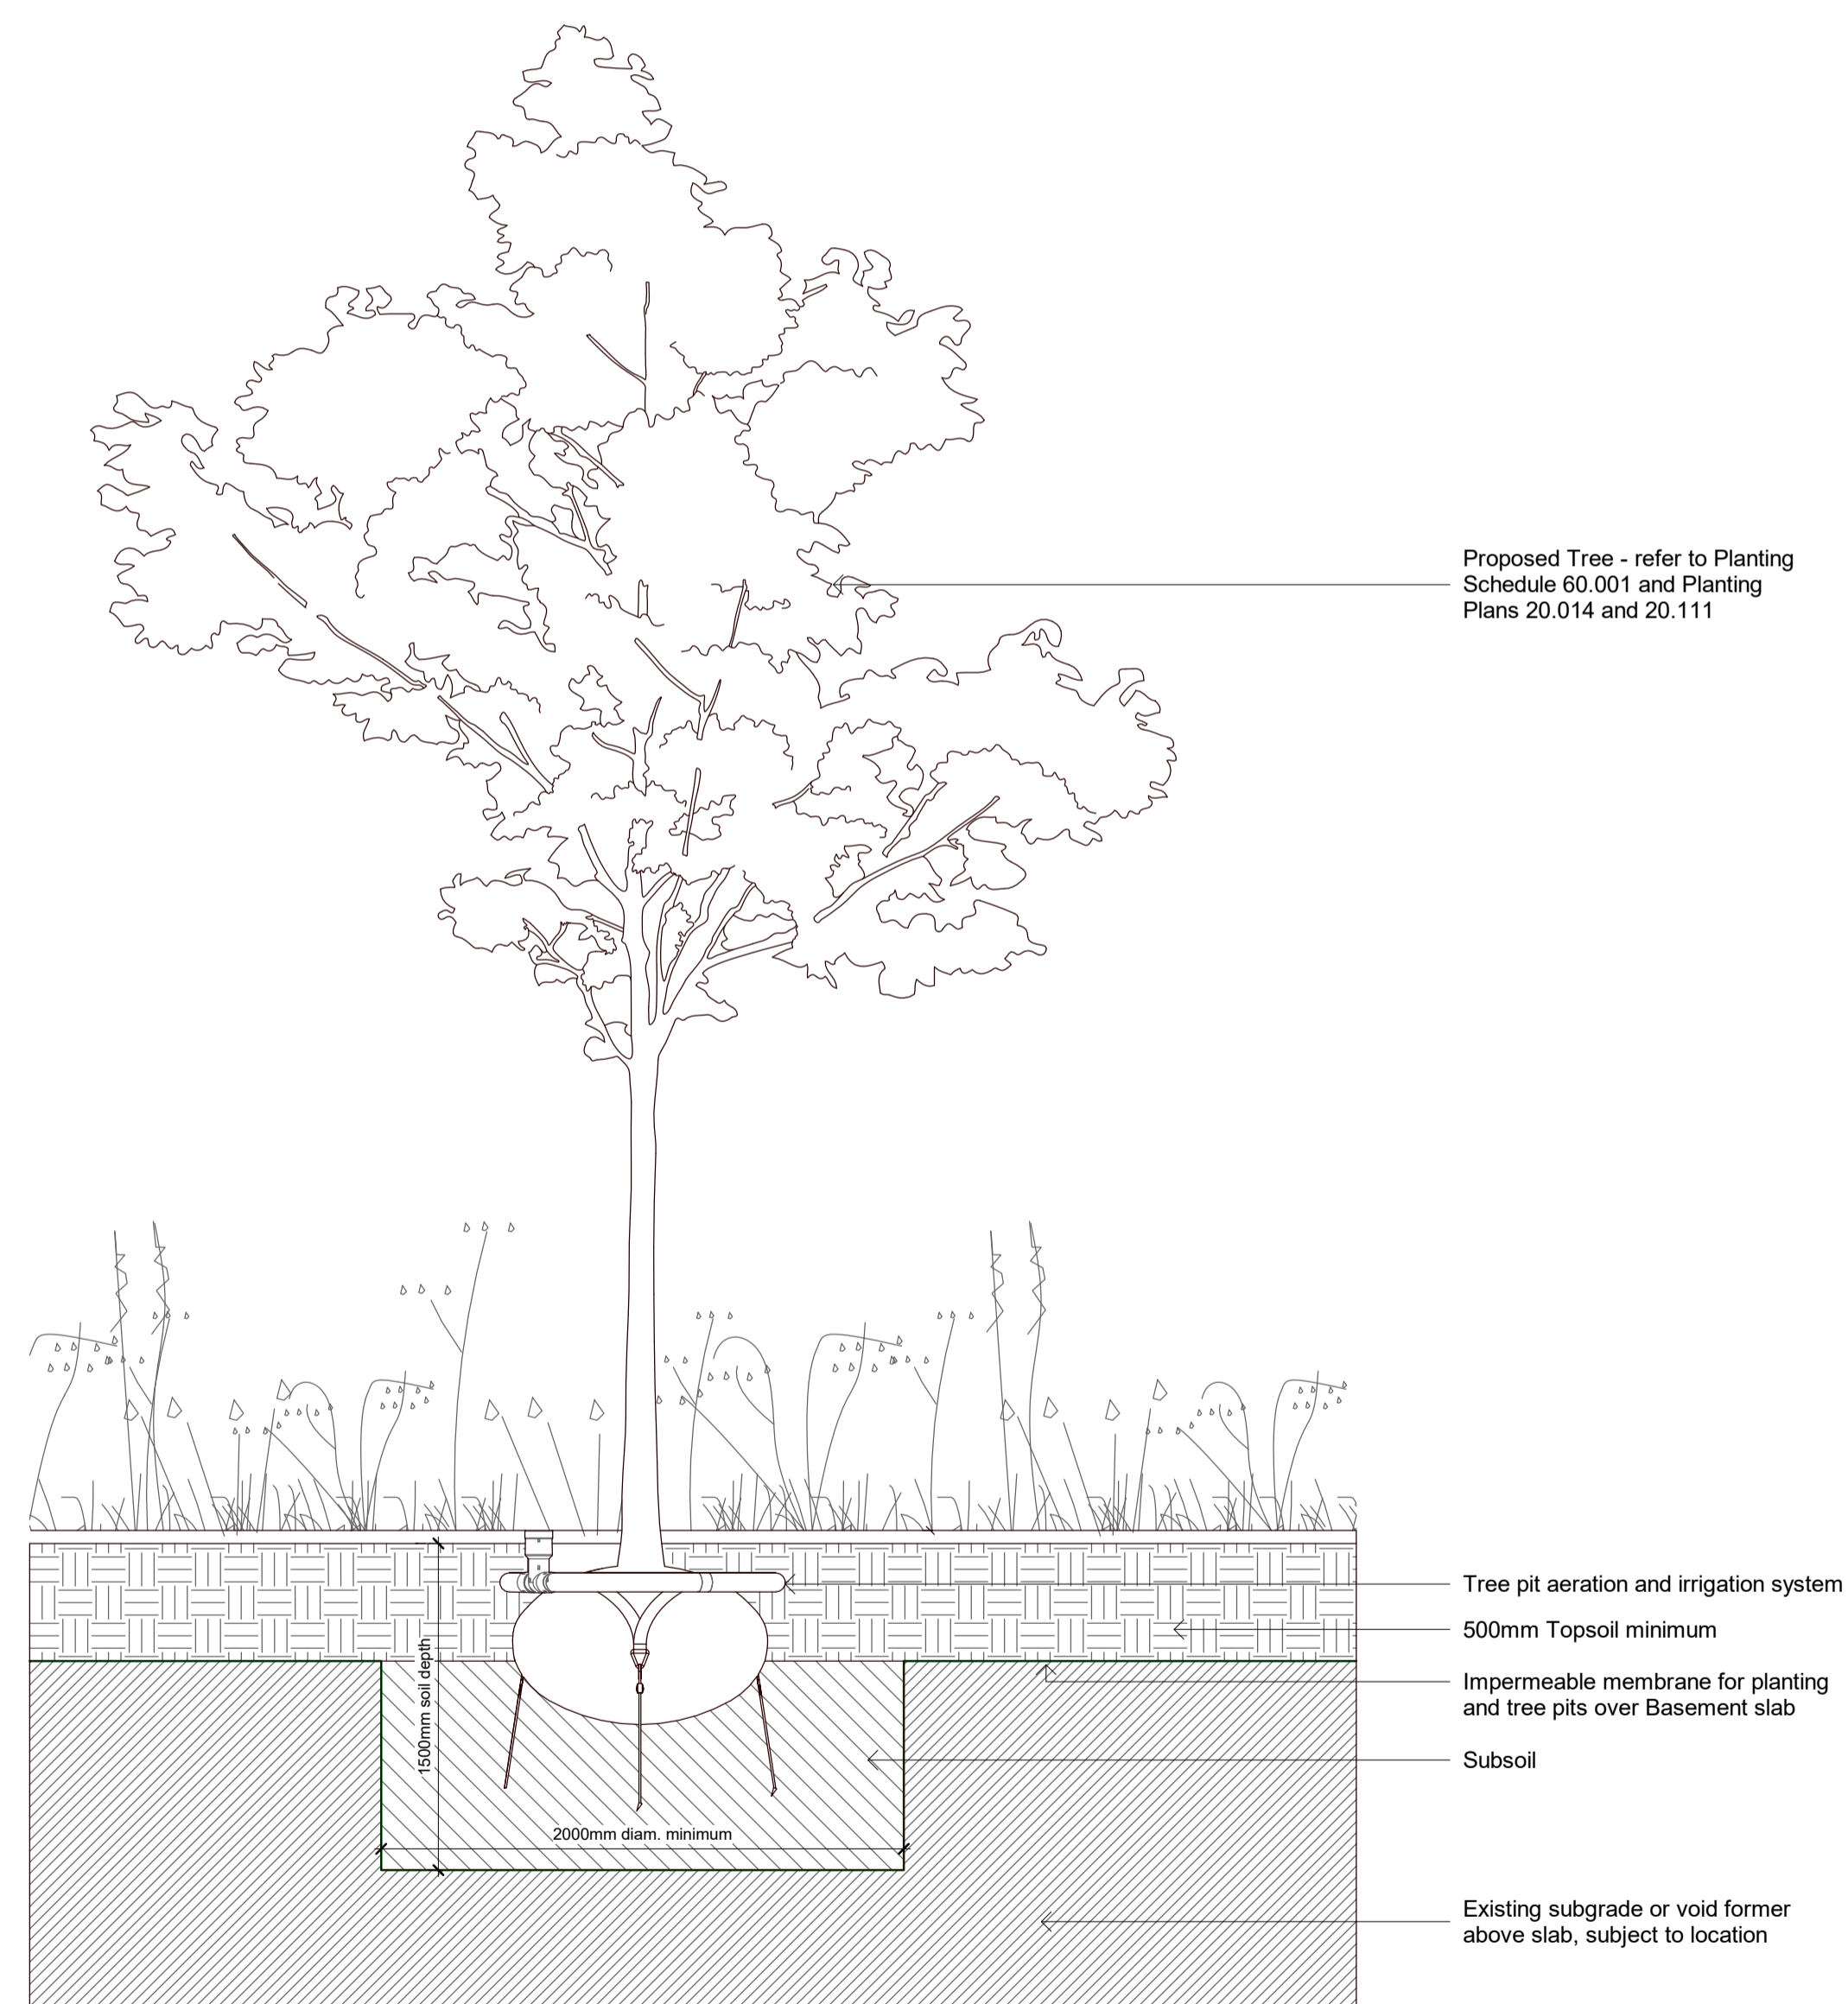 Proposed Tree - refer to Planting
Schedule 60.001 and Planting
Plans 20.014 and 20.111
Tree pit aeration and irrigation system
500mm Topsoil minimum
Impermeable membrane for planting
and tree pits over Basement slab
1500mm soil depth
Subsoil
2000mm diam. minimum
Existing subgrade or void former
above slab, subject to location